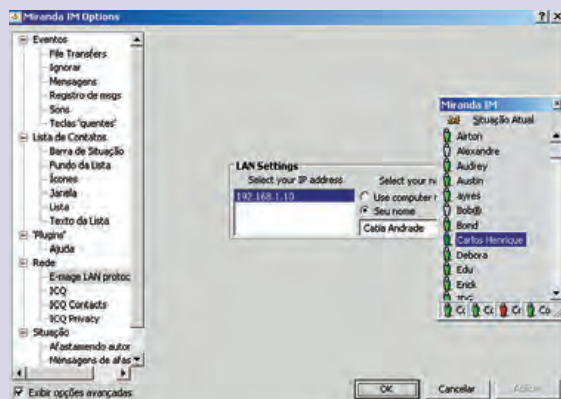 Miranda IM Options
Eventos
File Transfers
Ignorar
Mensagens
Registro de msgs
Sons
Teclas "quentes"
Lista de Contatos
Barra de Situação
Fundo da Lista
Ícones
Janela
Lista
Texto da Lista
"Plugins"
Ajuda
Rede
E-mage LAN protoc
ICQ
ICQ Contacts
ICQ Privacy
Situação
Afastamendo autor
Mensagens de afas
Exibir opções avançadas
LAN Settings
Select your IP address
192.168.1.10
Select your
Use computer
Seu nome
Catia Andrade
Miranda IM
Situação Atual
Airton
Alexandre
Audrey
Austin
ayres
Bob®
Bond
Carlos Henrique
Debora
Edu
Erick
OK
Cancelar
Aplicar